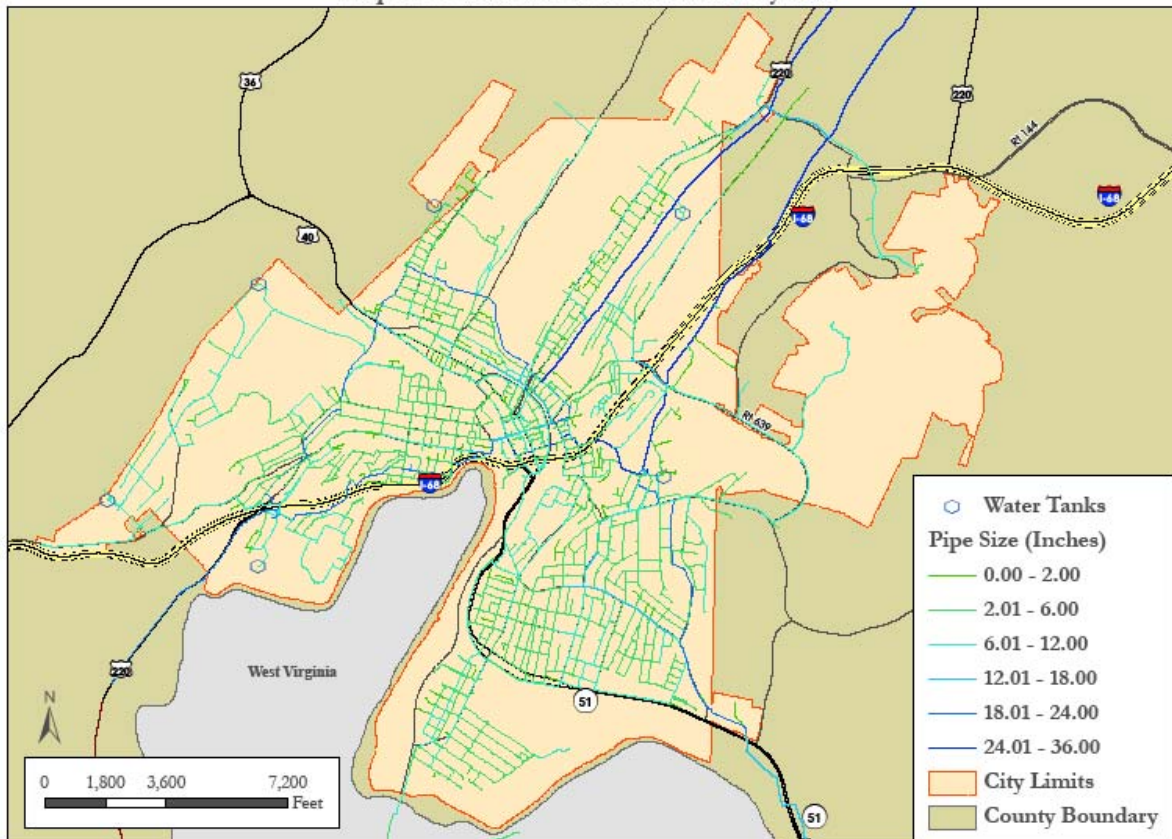 220
36
220
Rt 144
I-68
I-68
40
Rt 639
I-68
220
West Virginia
51
51
N
0 1,800 3,600 7,200
Feet
Water Tanks
Pipe Size (Inches)
0.00 - 2.00
2.01 - 6.00
6.01 - 12.00
12.01 - 18.00
18.01 - 24.00
24.01 - 36.00
City Limits
County Boundary